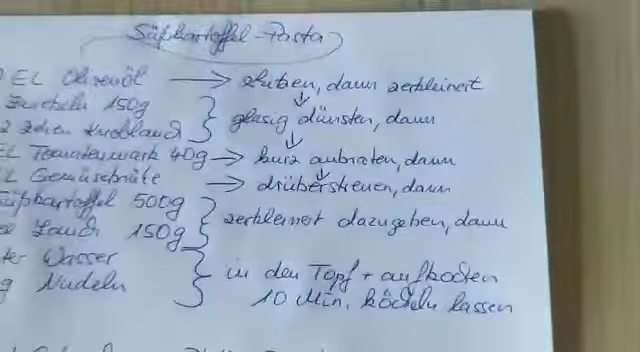 Süßkartoffel-Pasta
EL Olivenöl → dann zerkleinert
Zwiebeln 150g
glasig dünsten, dann
2 Zehen Knoblauch
EL Tomatenmark 40g → kurz anbraten, dann
EL Gemüsebrühe → drüberstreuen, dann
Süßkartoffel 500g
zerkleinert dazugeben, dann
Lauch 150g
Wasser
in den Topf + aufkochen
g Nudeln
10 Min. köcheln lassen